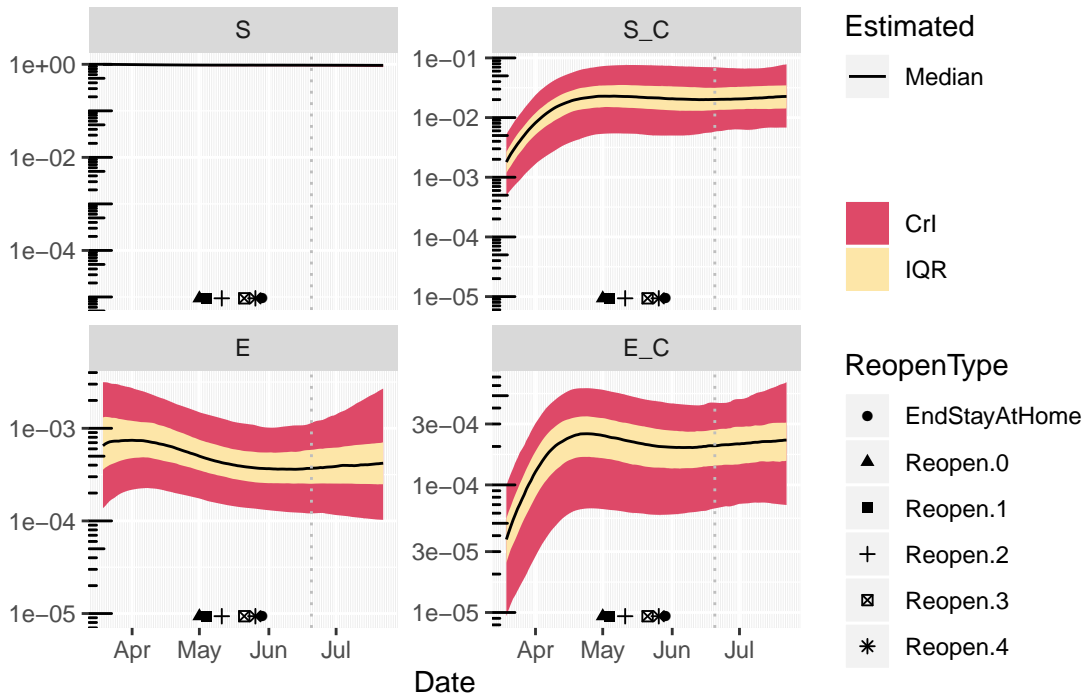 S
S_C
1e+00
1e−02
1e−04
1e−01
1e−02
1e−03
1e−04
1e−05
E
E_C
1e−03
1e−04
1e−05
3e−04
1e−04
3e−05
1e−05
Apr
May
Jun
Jul
Apr
May
Jun
Jul
Date
Estimated
Median
CrI
IQR
ReopenType
EndStayAtHome
Reopen.0
Reopen.1
Reopen.2
Reopen.3
Reopen.4